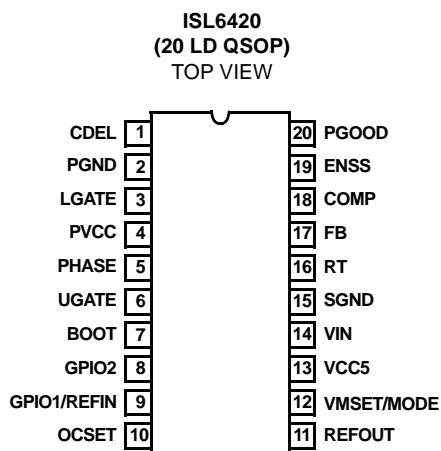 ISL6420
(20 LD QSOP)
TOP VIEW
CDEL 1 20 PGOOD
PGND 2 19 ENSS
LGATE 3 18 COMP
PVCC 4 17 FB
PHASE 5 16 RT
UGATE 6 15 SGND
BOOT 7 14 VIN
GPIO2 8 13 VCC5
GPIO1/REFIN 9 12 VMSET/MODE
OCSET 10 11 REFOUT